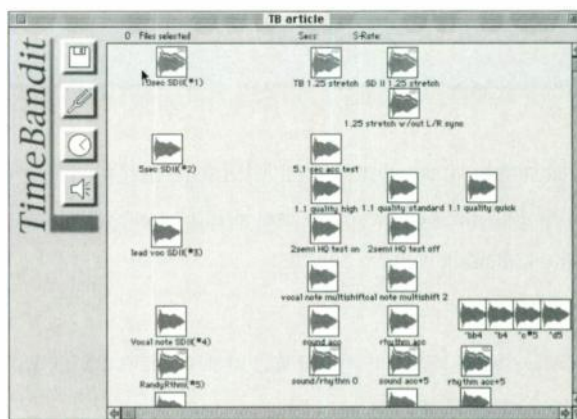 TB article
0 Files selected Secs: S-Rate:
TimeBandit
10sec SDII(*1) TB 1.25 stretch SD II 1.25 stretch
1.25 stretch w/out L/R sync
5sec SDII(*2) 5.1 sec acc test
1.1 quality high 1.1 quality standard 1.1 quality quick
lead voc SDII(*3) 2semi HQ test on 2semi HQ test off
vocal note multishift vocal note multishift 2
Vocal note SDII(*4) sound acc rhythm acc
"bb4 "b4 "c#5 "d5
RandyRthm(*5) sound/rhythm 0 sound acc+5 rhythm acc+5